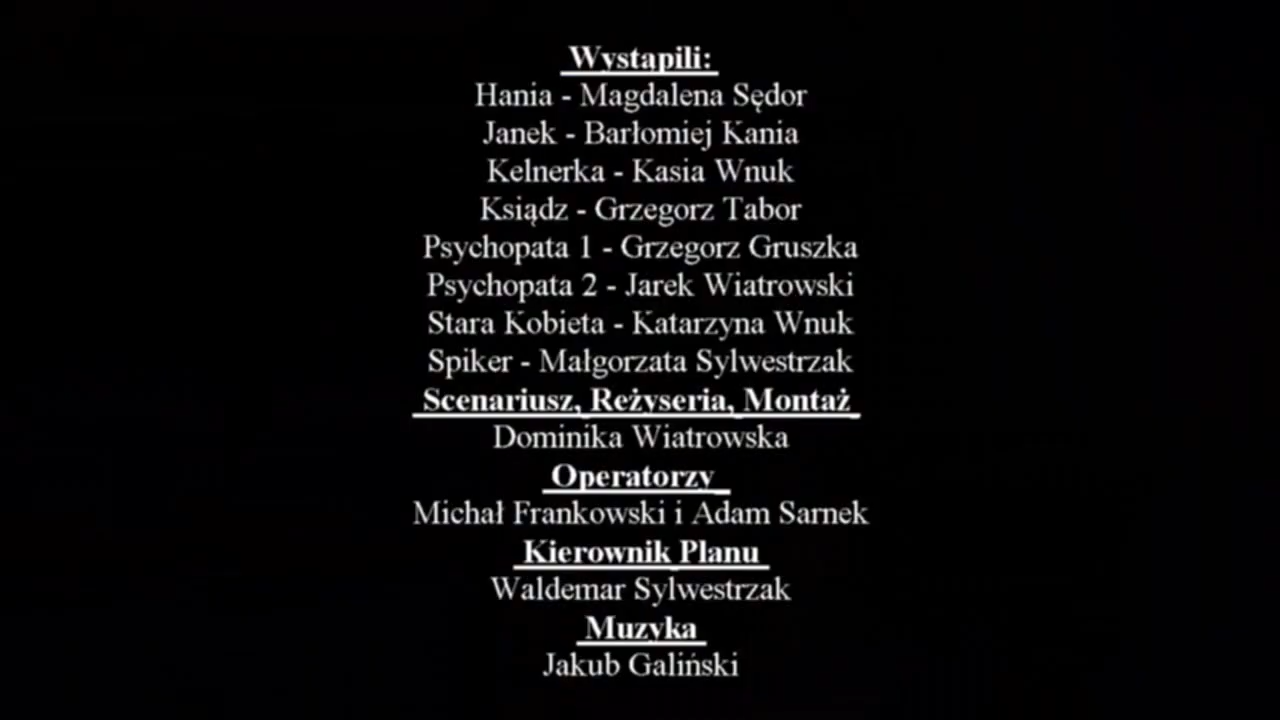 Wystąpili:
Hania - Magdalena Sędor
Janek - Barłomiej Kania
Kelnerka - Kasia Wnuk
Ksiądz - Grzegorz Tabor
Psychopata 1 - Grzegorz Gruszka
Psychopata 2 - Jarek Wiatrowski
Stara Kobieta - Katarzyna Wnuk
Spiker - Małgorzata Sylwestrzak
Scenariusz, Reżyseria, Montaż
Dominika Wiatrowska
Operatorzy
Michał Frankowski i Adam Sarnek
Kierownik Planu
Waldemar Sylwestrzak
Muzyka
Jakub Galiński